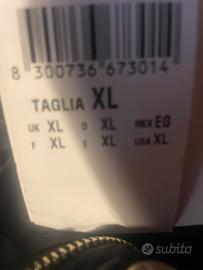 8 300736 673014
TAGLIA XL
UK XL D XL MEX EG
F XL E XL USA XL
subito